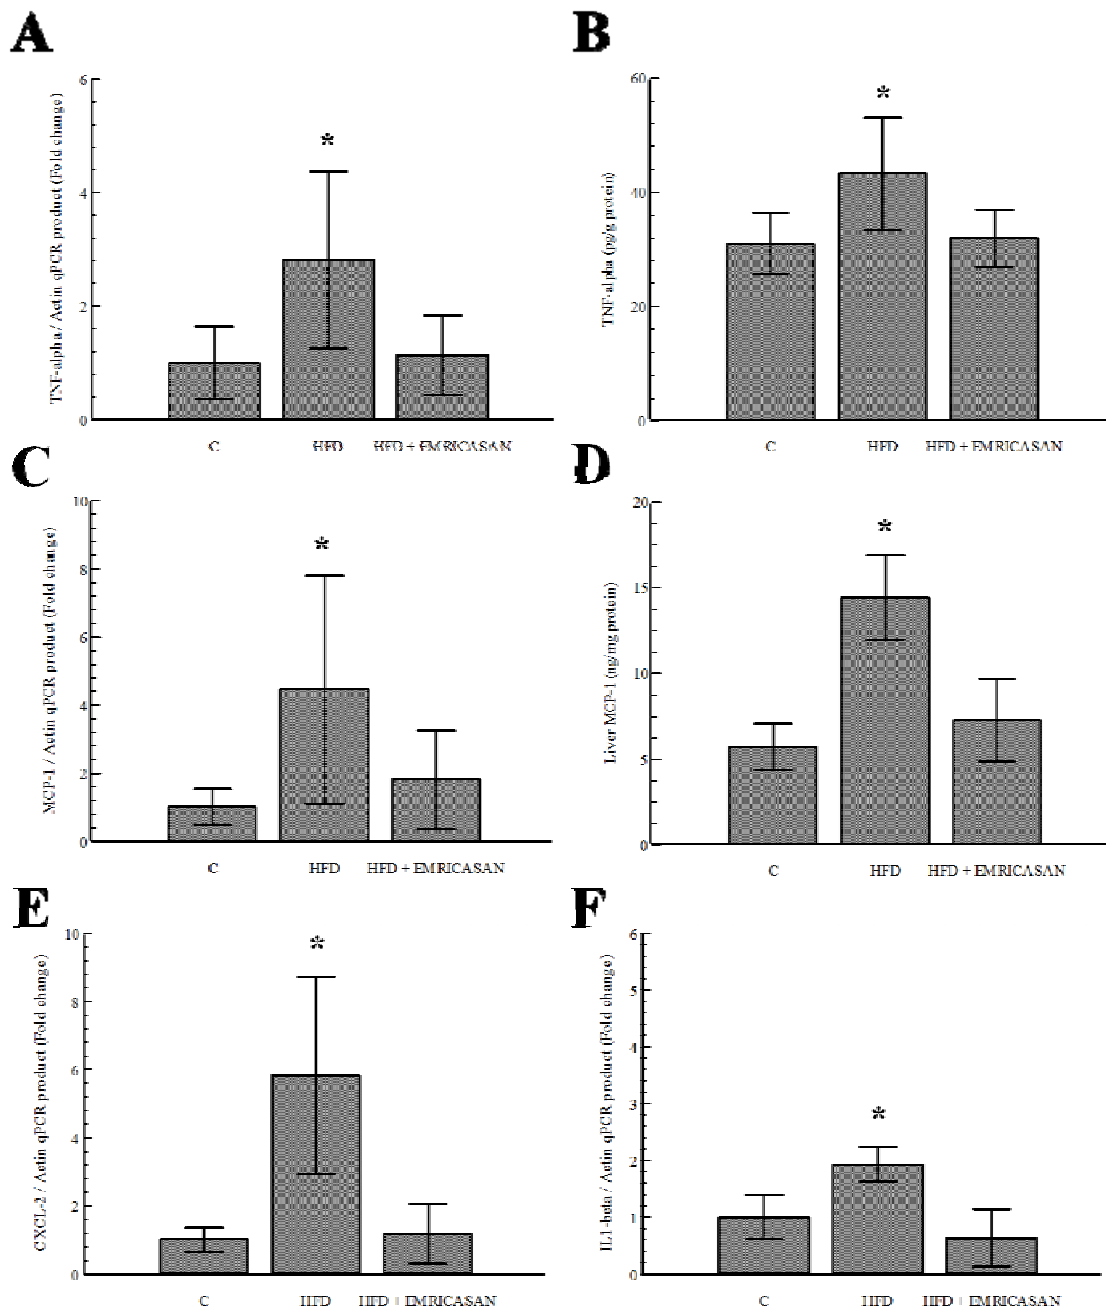 A
TNF-alpha / Actin qPCR product (Fold change)
6
4
2
0
*
C
HFD
HFD + EMRICASAN
B
TNF-alpha (pg/g protein)
60
40
20
0
*
C
HFD
HFD + EMRICASAN
C
MCP-1 / Actin qPCR product (Fold change)
10
8
6
4
2
0
*
C
HFD
HFD + EMRICASAN
D
Liver MCP-1 (ng/mg protein)
20
15
10
5
0
*
C
HFD
HFD + EMRICASAN
E
CXCL-2 / Actin qPCR product (Fold change)
10
8
6
4
2
0
*
C
HFD
HFD + EMRICASAN
F
IL1-beta / Actin qPCR product (Fold change)
6
5
4
3
2
1
0
*
C
HFD
HFD + EMRICASAN